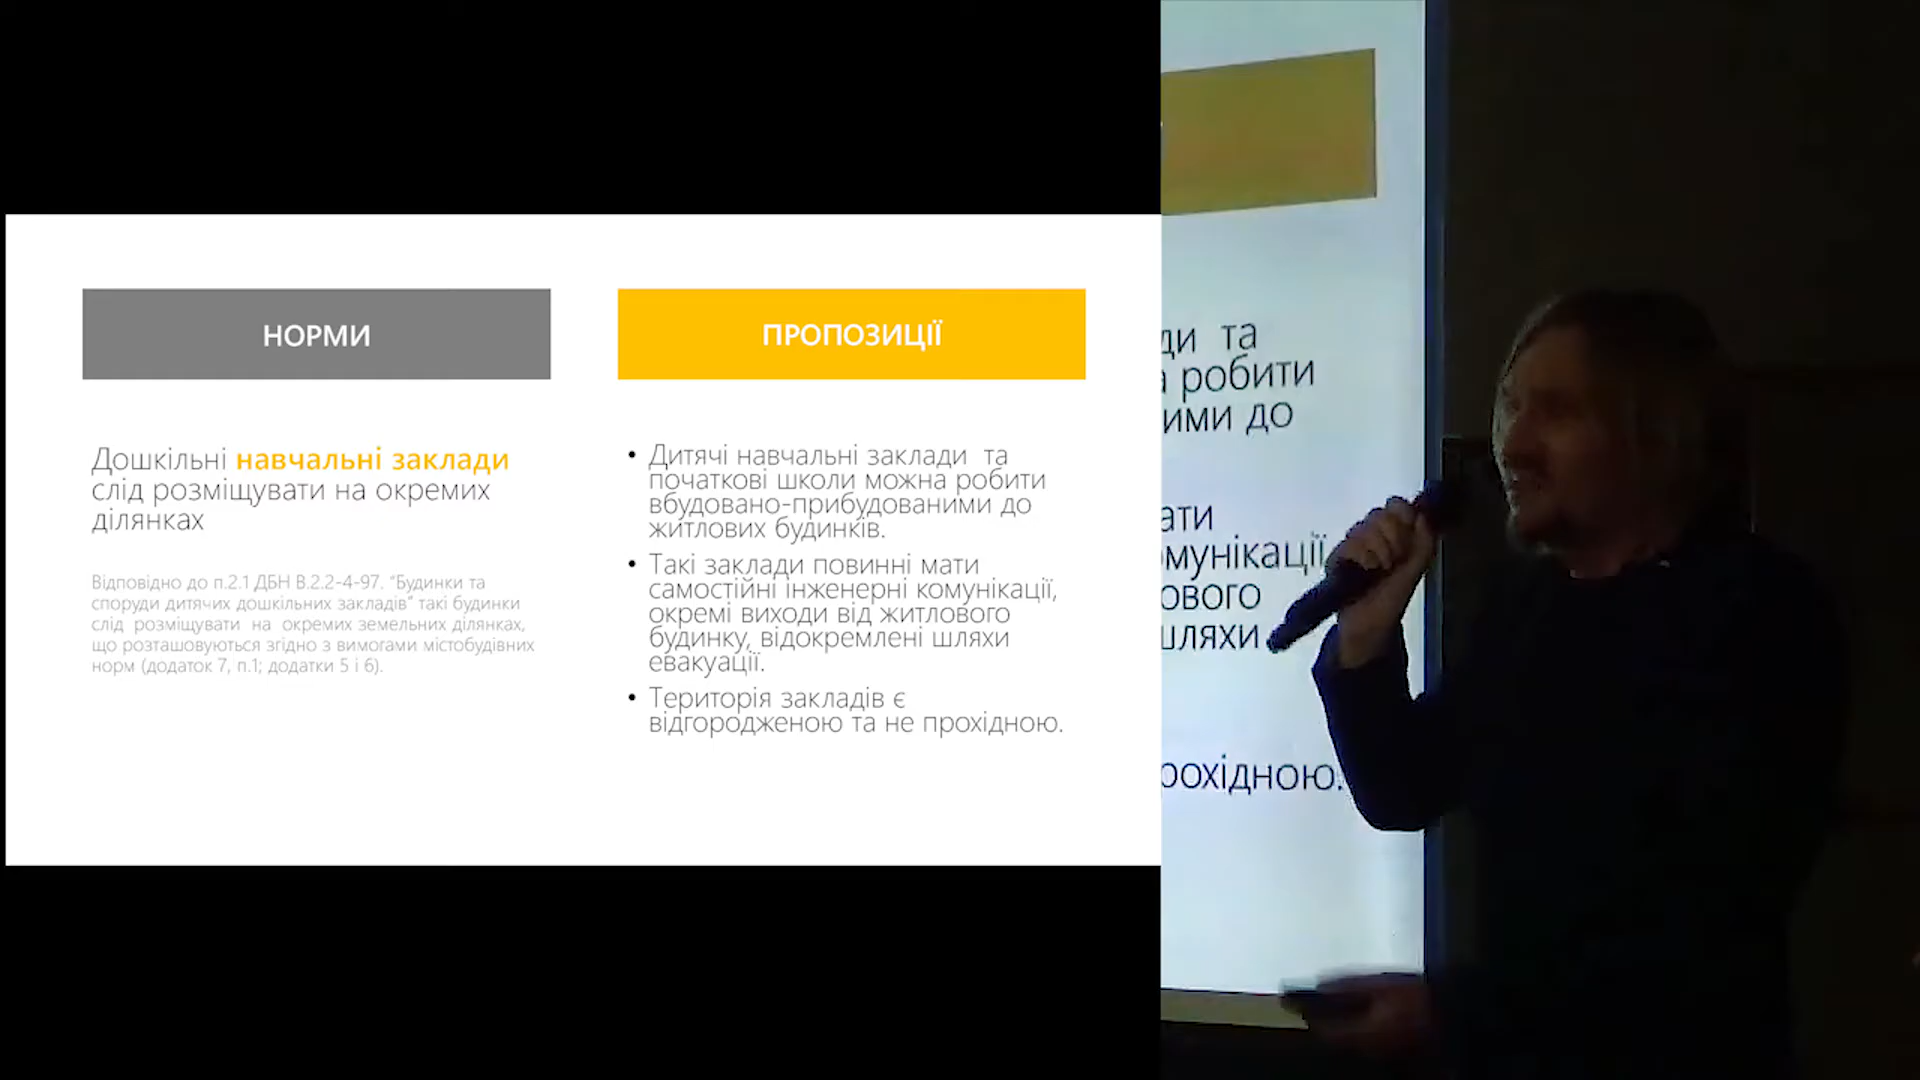 НОРМИ
Дошкільні навчальні заклади
слід розміщувати на окремих
ділянках
Відповідно до п.2.1 ДБН В.2.2-4-97. "Будинки та
споруди дитячих дошкільних закладів" такі будинки
слід розміщувати на окремих земельних ділянках,
що розташовуються згідно з вимогами містобудівних
норм (додаток 7, п.1; додатки 5 і 6).
ПРОПОЗИЦІЇ
• Дитячі навчальні заклади та
початкові школи можна робити
вбудовано-прибудованими до
житлових будинків.
• Такі заклади повинні мати
самостійні інженерні комунікації,
окремі виходи від житлового
будинку, відокремлені шляхи
евакуації.
• Територія закладів є
відгородженою та не прохідною.
ди та
а робити
ими до
ати
омунікації,
ового
шляхи
рохідною.